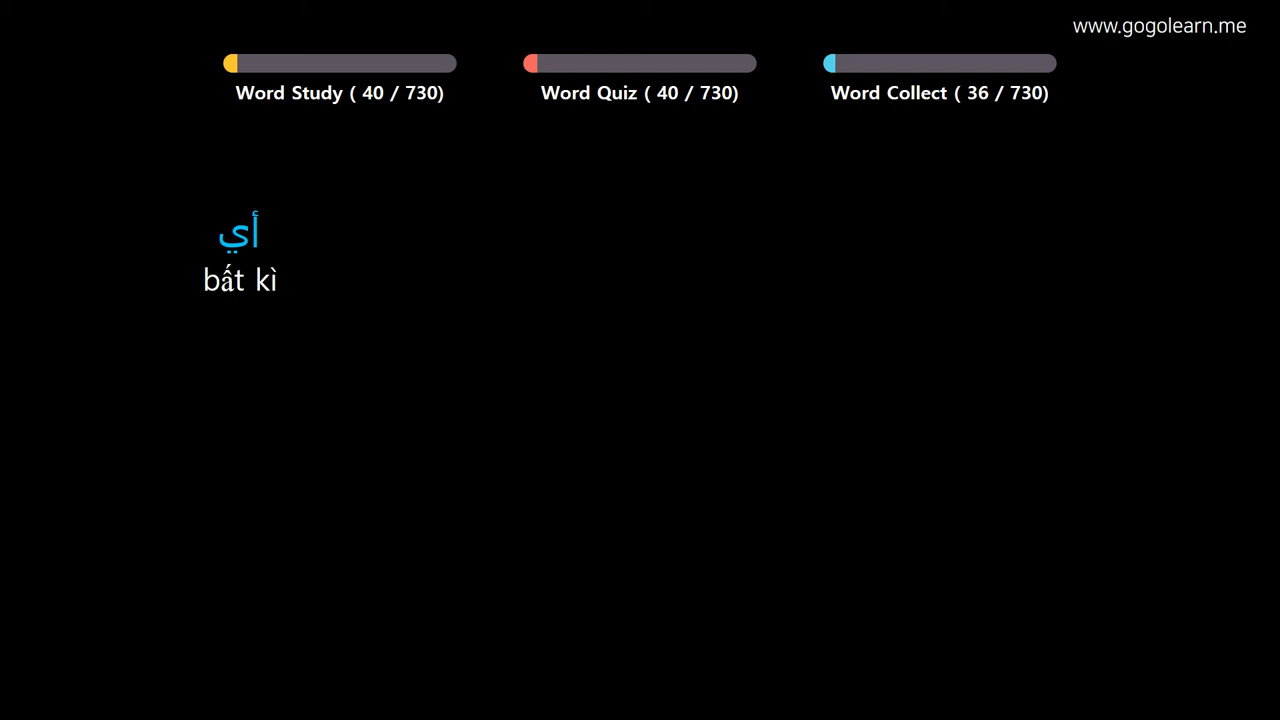 www.gogolearn.me
Word Study ( 40 / 730)
Word Quiz ( 40 / 730)
Word Collect ( 36 / 730)
أي
bất kì